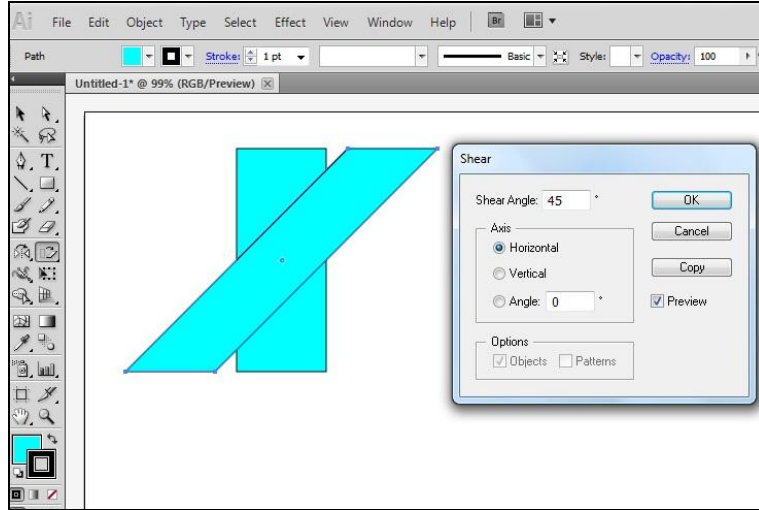 Ai File Edit Object Type Select Effect View Window Help Br
Path Stroke: 1 pt Basic Style: Opacity: 100
Untitled-1* @ 99% (RGB/Preview)
Shear
Shear Angle: 45 °
OK
Axis
Cancel
Horizontal
Vertical
Copy
Angle: 0 °
Preview
Options
Objects Patterns